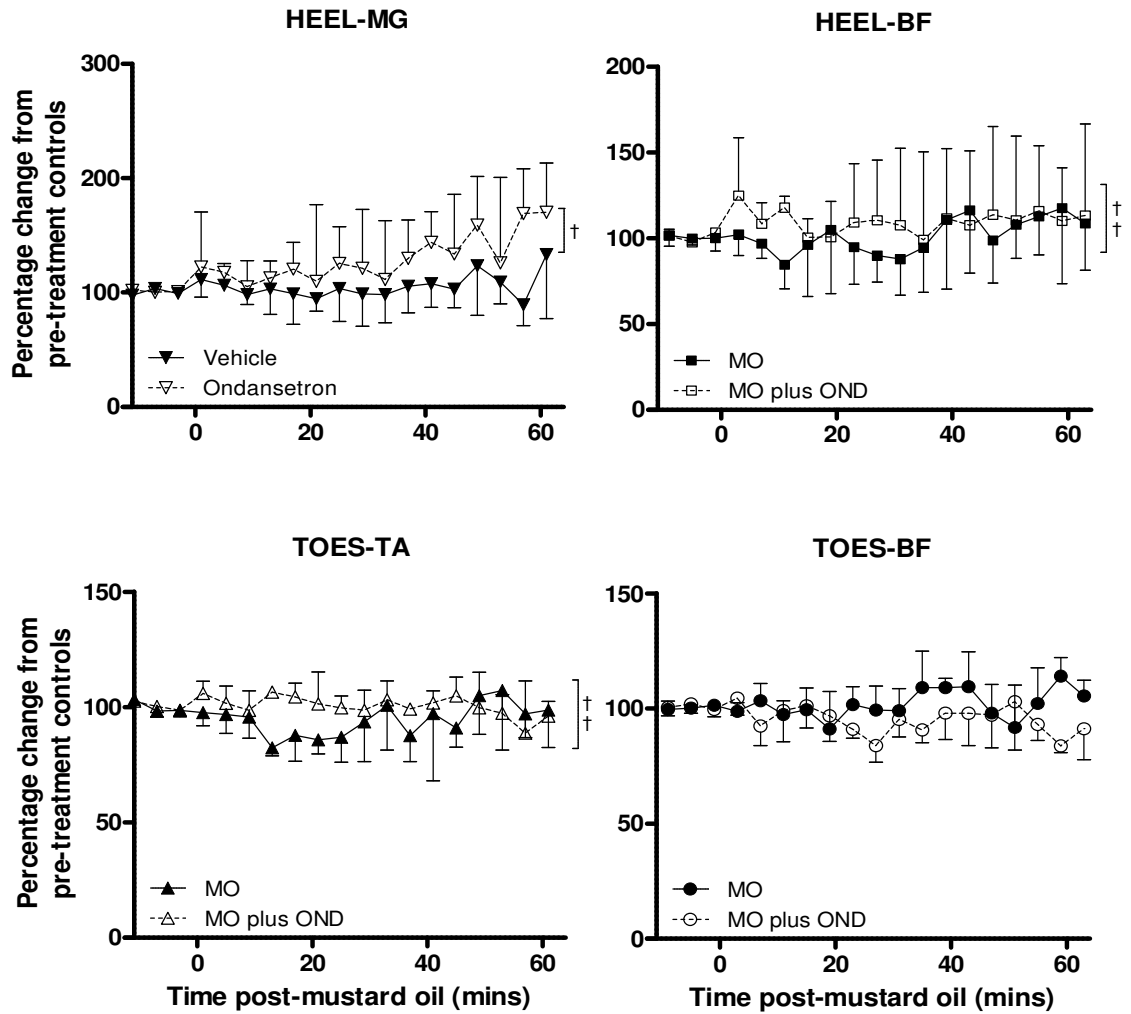 HEEL-MG
Percentage change from
pre-treatment controls
300
200
100
0
0 20 40 60
Vehicle
Ondansetron
†
HEEL-BF
200
150
100
50
0
0 20 40 60
MO
MO plus OND
†
†
TOES-TA
Percentage change from
pre-treatment controls
150
100
50
0
0 20 40 60
MO
MO plus OND
†
†
Time post-mustard oil (mins)
TOES-BF
150
100
50
0
0 20 40 60
MO
MO plus OND
Time post-mustard oil (mins)